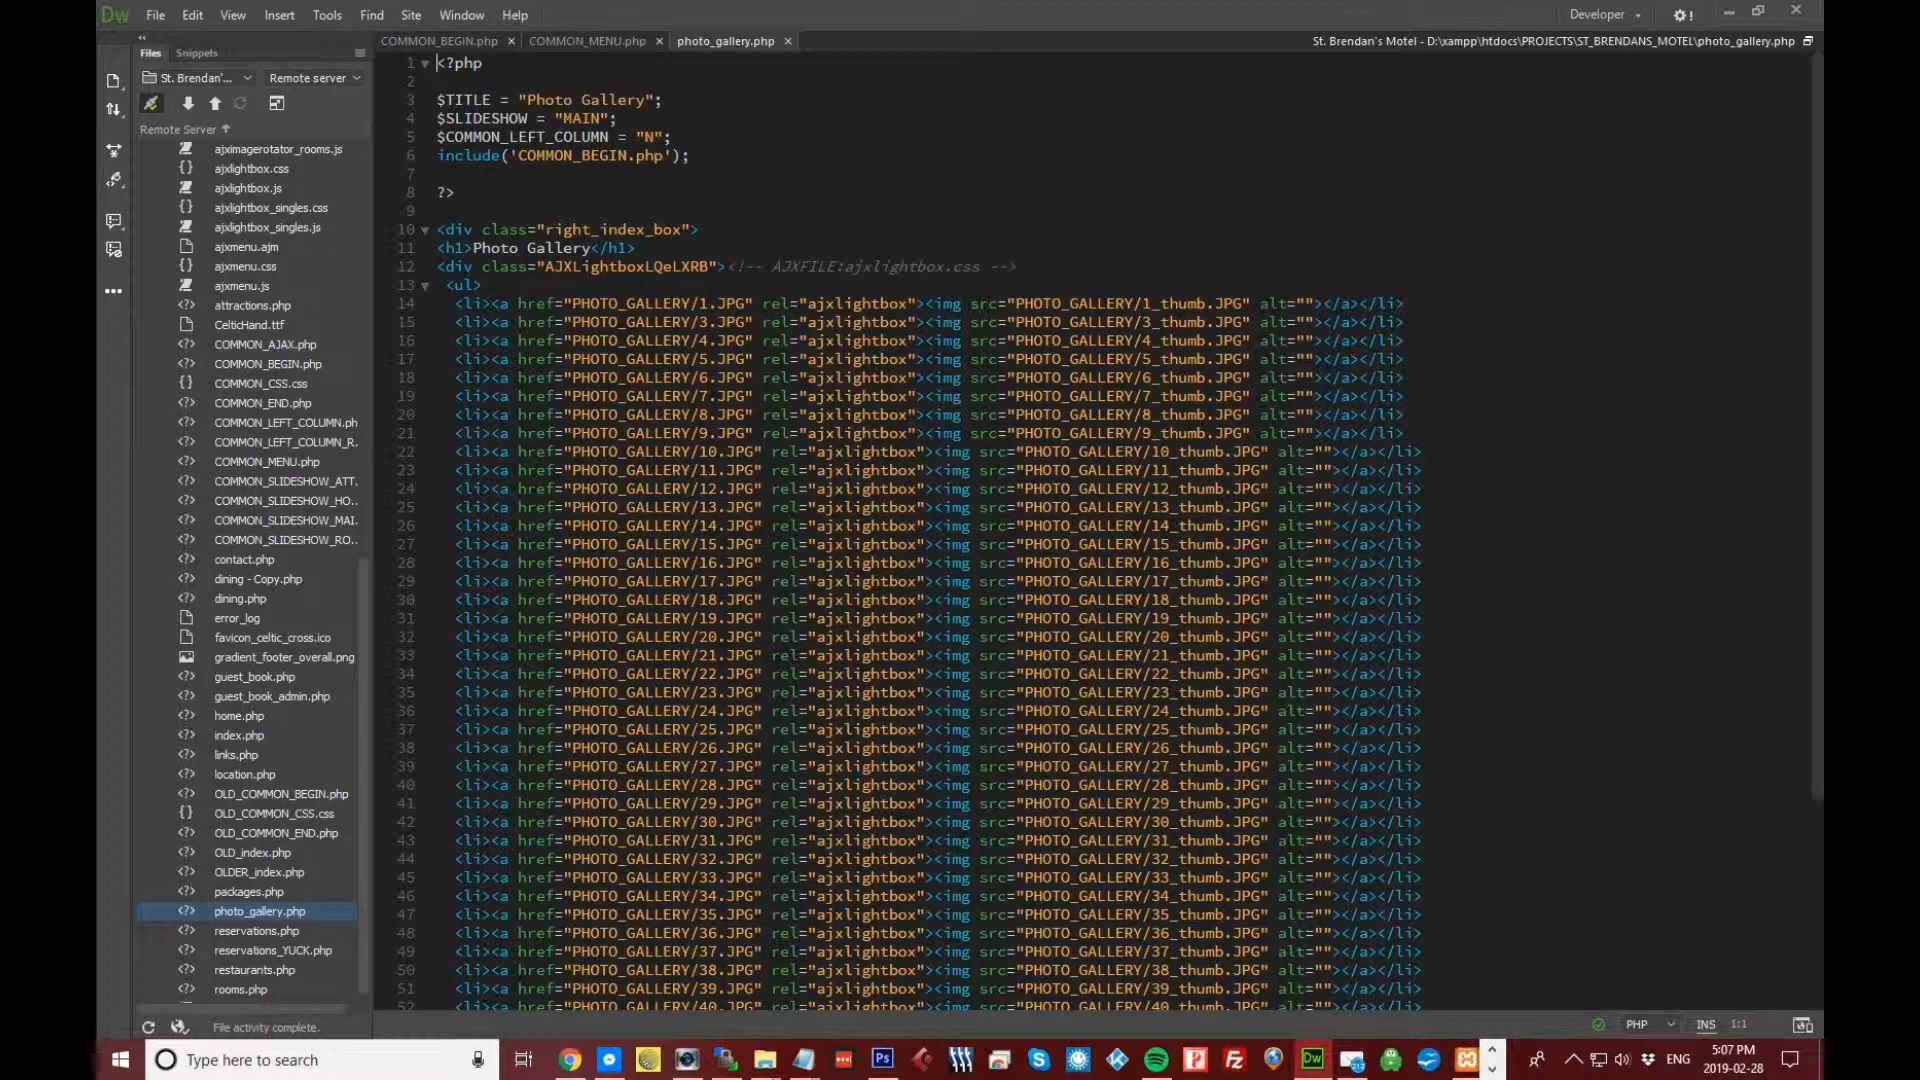 Dw File Edit View Insert Tools Find Site Window Help Developer
COMMON_BEGIN.php COMMON_MENU.php photo_gallery.php St. Brendan's Motel - D:\xampp\htdocs\PROJECTS\ST_BRENDANS_MOTEL\photo_gallery.php
Files Snippets
St. Brendan'... Remote server
Remote Server
ajximagerotator_rooms.js
ajxlightbox.css
ajxlightbox.js
ajxlightbox_singles.css
ajxlightbox_singles.js
ajxmenu.ajm
ajxmenu.css
ajxmenu.js
attractions.php
CelticHand.ttf
COMMON_AJAX.php
COMMON_BEGIN.php
COMMON_CSS.css
COMMON_END.php
COMMON_LEFT_COLUMN.ph
COMMON_LEFT_COLUMN_R.
COMMON_MENU.php
COMMON_SLIDESHOW_ATT.
COMMON_SLIDESHOW_HO..
COMMON_SLIDESHOW_MAI.
COMMON_SLIDESHOW_RO..
contact.php
dining - Copy.php
dining.php
error_log
favicon_celtic_cross.ico
gradient_footer_overall.png
guest_book.php
guest_book_admin.php
home.php
index.php
links.php
location.php
OLD_COMMON_BEGIN.php
OLD_COMMON_CSS.css
OLD_COMMON_END.php
OLD_index.php
OLDER_index.php
packages.php
photo_gallery.php
reservations.php
reservations_YUCK.php
restaurants.php
rooms.php
File activity complete.
1 <?php
2
3 $TITLE = "Photo Gallery";
4 $SLIDESHOW = "MAIN";
5 $COMMON_LEFT_COLUMN = "N";
6 include('COMMON_BEGIN.php');
7
8 ?>
9
10 <div class="right_index_box">
11 <h1>Photo Gallery</h1>
12 <div class="AJXLightboxLQeLXRB"><!-- AJXFILE:ajxlightbox.css -->
13 <ul>
14 <li><a href="PHOTO_GALLERY/1.JPG" rel="ajxlightbox"><img src="PHOTO_GALLERY/1_thumb.JPG" alt=""></a></li>
15 <li><a href="PHOTO_GALLERY/3.JPG" rel="ajxlightbox"><img src="PHOTO_GALLERY/3_thumb.JPG" alt=""></a></li>
16 <li><a href="PHOTO_GALLERY/4.JPG" rel="ajxlightbox"><img src="PHOTO_GALLERY/4_thumb.JPG" alt=""></a></li>
17 <li><a href="PHOTO_GALLERY/5.JPG" rel="ajxlightbox"><img src="PHOTO_GALLERY/5_thumb.JPG" alt=""></a></li>
18 <li><a href="PHOTO_GALLERY/6.JPG" rel="ajxlightbox"><img src="PHOTO_GALLERY/6_thumb.JPG" alt=""></a></li>
19 <li><a href="PHOTO_GALLERY/7.JPG" rel="ajxlightbox"><img src="PHOTO_GALLERY/7_thumb.JPG" alt=""></a></li>
20 <li><a href="PHOTO_GALLERY/8.JPG" rel="ajxlightbox"><img src="PHOTO_GALLERY/8_thumb.JPG" alt=""></a></li>
21 <li><a href="PHOTO_GALLERY/9.JPG" rel="ajxlightbox"><img src="PHOTO_GALLERY/9_thumb.JPG" alt=""></a></li>
22 <li><a href="PHOTO_GALLERY/10.JPG" rel="ajxlightbox"><img src="PHOTO_GALLERY/10_thumb.JPG" alt=""></a></li>
23 <li><a href="PHOTO_GALLERY/11.JPG" rel="ajxlightbox"><img src="PHOTO_GALLERY/11_thumb.JPG" alt=""></a></li>
24 <li><a href="PHOTO_GALLERY/12.JPG" rel="ajxlightbox"><img src="PHOTO_GALLERY/12_thumb.JPG" alt=""></a></li>
25 <li><a href="PHOTO_GALLERY/13.JPG" rel="ajxlightbox"><img src="PHOTO_GALLERY/13_thumb.JPG" alt=""></a></li>
26 <li><a href="PHOTO_GALLERY/14.JPG" rel="ajxlightbox"><img src="PHOTO_GALLERY/14_thumb.JPG" alt=""></a></li>
27 <li><a href="PHOTO_GALLERY/15.JPG" rel="ajxlightbox"><img src="PHOTO_GALLERY/15_thumb.JPG" alt=""></a></li>
28 <li><a href="PHOTO_GALLERY/16.JPG" rel="ajxlightbox"><img src="PHOTO_GALLERY/16_thumb.JPG" alt=""></a></li>
29 <li><a href="PHOTO_GALLERY/17.JPG" rel="ajxlightbox"><img src="PHOTO_GALLERY/17_thumb.JPG" alt=""></a></li>
30 <li><a href="PHOTO_GALLERY/18.JPG" rel="ajxlightbox"><img src="PHOTO_GALLERY/18_thumb.JPG" alt=""></a></li>
31 <li><a href="PHOTO_GALLERY/19.JPG" rel="ajxlightbox"><img src="PHOTO_GALLERY/19_thumb.JPG" alt=""></a></li>
32 <li><a href="PHOTO_GALLERY/20.JPG" rel="ajxlightbox"><img src="PHOTO_GALLERY/20_thumb.JPG" alt=""></a></li>
33 <li><a href="PHOTO_GALLERY/21.JPG" rel="ajxlightbox"><img src="PHOTO_GALLERY/21_thumb.JPG" alt=""></a></li>
34 <li><a href="PHOTO_GALLERY/22.JPG" rel="ajxlightbox"><img src="PHOTO_GALLERY/22_thumb.JPG" alt=""></a></li>
35 <li><a href="PHOTO_GALLERY/23.JPG" rel="ajxlightbox"><img src="PHOTO_GALLERY/23_thumb.JPG" alt=""></a></li>
36 <li><a href="PHOTO_GALLERY/24.JPG" rel="ajxlightbox"><img src="PHOTO_GALLERY/24_thumb.JPG" alt=""></a></li>
37 <li><a href="PHOTO_GALLERY/25.JPG" rel="ajxlightbox"><img src="PHOTO_GALLERY/25_thumb.JPG" alt=""></a></li>
38 <li><a href="PHOTO_GALLERY/26.JPG" rel="ajxlightbox"><img src="PHOTO_GALLERY/26_thumb.JPG" alt=""></a></li>
39 <li><a href="PHOTO_GALLERY/27.JPG" rel="ajxlightbox"><img src="PHOTO_GALLERY/27_thumb.JPG" alt=""></a></li>
40 <li><a href="PHOTO_GALLERY/28.JPG" rel="ajxlightbox"><img src="PHOTO_GALLERY/28_thumb.JPG" alt=""></a></li>
41 <li><a href="PHOTO_GALLERY/29.JPG" rel="ajxlightbox"><img src="PHOTO_GALLERY/29_thumb.JPG" alt=""></a></li>
42 <li><a href="PHOTO_GALLERY/30.JPG" rel="ajxlightbox"><img src="PHOTO_GALLERY/30_thumb.JPG" alt=""></a></li>
43 <li><a href="PHOTO_GALLERY/31.JPG" rel="ajxlightbox"><img src="PHOTO_GALLERY/31_thumb.JPG" alt=""></a></li>
44 <li><a href="PHOTO_GALLERY/32.JPG" rel="ajxlightbox"><img src="PHOTO_GALLERY/32_thumb.JPG" alt=""></a></li>
45 <li><a href="PHOTO_GALLERY/33.JPG" rel="ajxlightbox"><img src="PHOTO_GALLERY/33_thumb.JPG" alt=""></a></li>
46 <li><a href="PHOTO_GALLERY/34.JPG" rel="ajxlightbox"><img src="PHOTO_GALLERY/34_thumb.JPG" alt=""></a></li>
47 <li><a href="PHOTO_GALLERY/35.JPG" rel="ajxlightbox"><img src="PHOTO_GALLERY/35_thumb.JPG" alt=""></a></li>
48 <li><a href="PHOTO_GALLERY/36.JPG" rel="ajxlightbox"><img src="PHOTO_GALLERY/36_thumb.JPG" alt=""></a></li>
49 <li><a href="PHOTO_GALLERY/37.JPG" rel="ajxlightbox"><img src="PHOTO_GALLERY/37_thumb.JPG" alt=""></a></li>
50 <li><a href="PHOTO_GALLERY/38.JPG" rel="ajxlightbox"><img src="PHOTO_GALLERY/38_thumb.JPG" alt=""></a></li>
51 <li><a href="PHOTO_GALLERY/39.JPG" rel="ajxlightbox"><img src="PHOTO_GALLERY/39_thumb.JPG" alt=""></a></li>
52 <li><a href="PHOTO_GALLERY/40.JPG" rel="ajxlightbox"><img src="PHOTO_GALLERY/40_thumb.JPG" alt=""></a></li>
PHP INS 1:1
Type here to search Ps Dw ENG 5:07 PM
2019-02-28